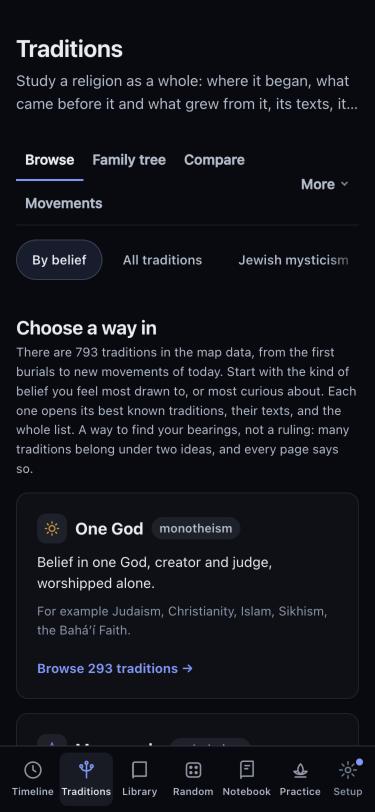 Traditions
Study a religion as a whole: where it began, what
came before it and what grew from it, its texts, it...
Browse
Family tree
Compare
More
Movements
By belief
All traditions
Jewish mysticism
Choose a way in
There are 793 traditions in the map data, from the first
burials to new movements of today. Start with the kind of
belief you feel most drawn to, or most curious about. Each
one opens its best known traditions, their texts, and the
whole list. A way to find your bearings, not a ruling: many
traditions belong under two ideas, and every page says
so.
One God
monotheism
Belief in one God, creator and judge,
worshipped alone.
For example Judaism, Christianity, Islam, Sikhism,
the Baháʼí Faith.
Browse 293 traditions →
Timeline
Traditions
Library
Random
Notebook
Practice
Setup